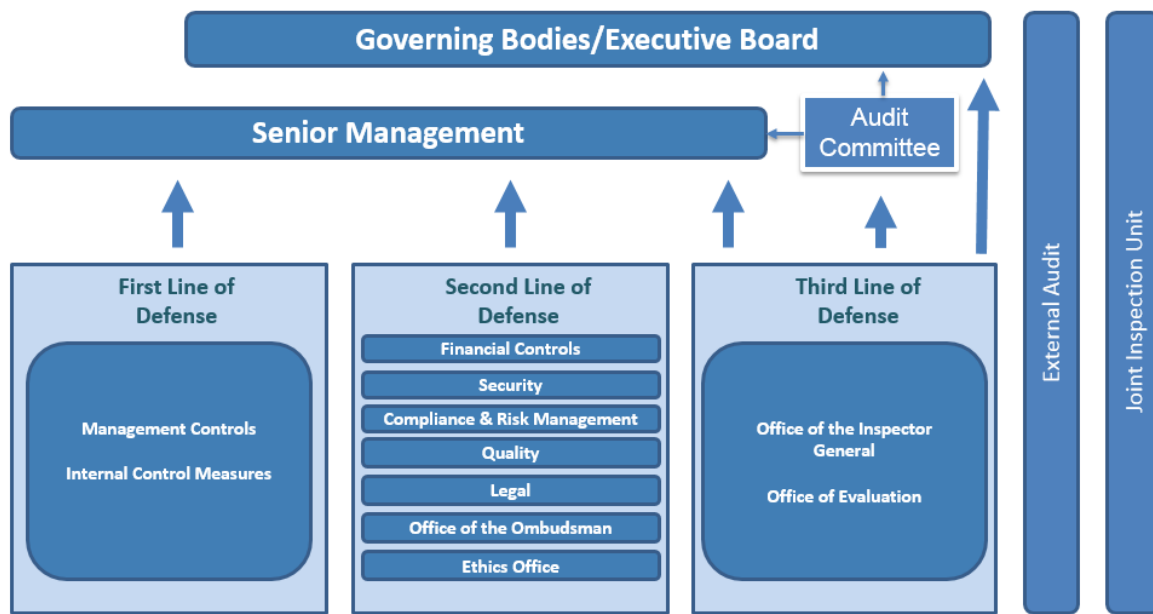 Governing Bodies/Executive Board
Senior Management
Audit
Committee
First Line of
Defense
Management Controls
Internal Control Measures
Second Line of
Defense
Financial Controls
Security
Compliance & Risk Management
Quality
Legal
Office of the Ombudsman
Ethics Office
Third Line of
Defense
Office of the Inspector
General
Office of Evaluation
External Audit
Joint Inspection Unit